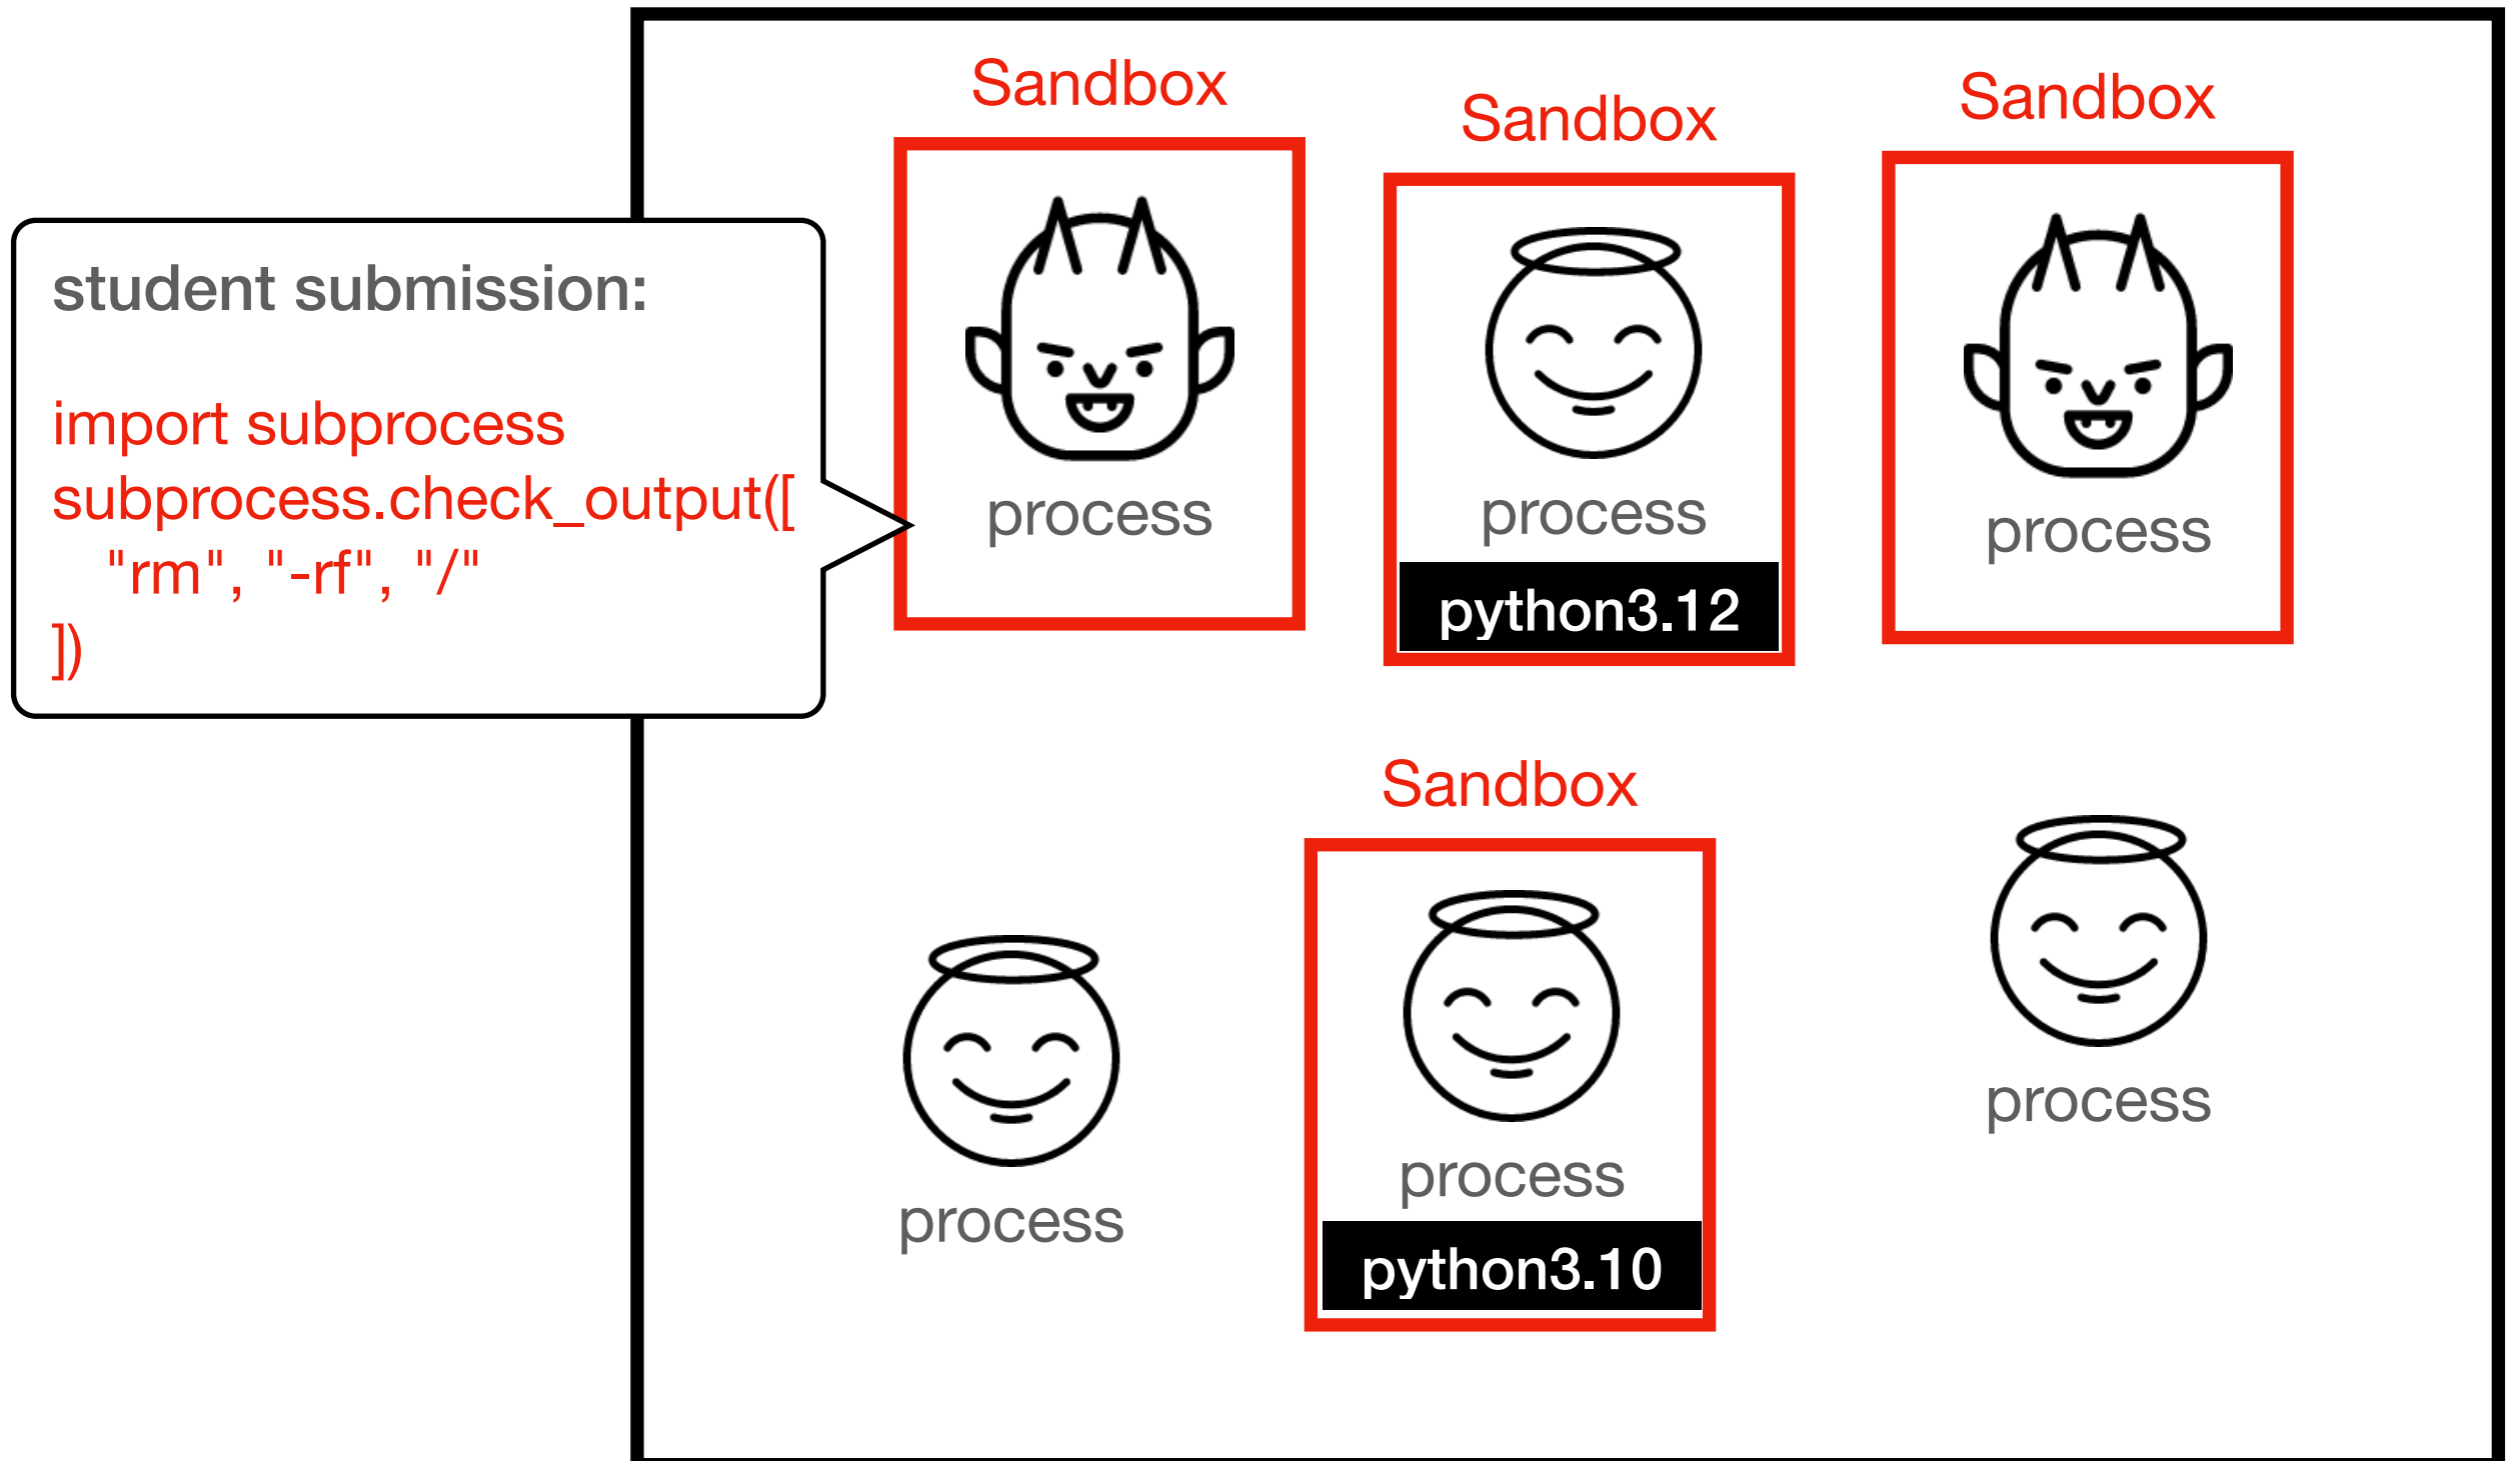 Sandbox
Sandbox
Sandbox
student submission:
import subprocess
subprocess.check_output([
"rm", "-rf", "/"
])
process
process
process
python3.12
Sandbox
process
process
process
python3.10